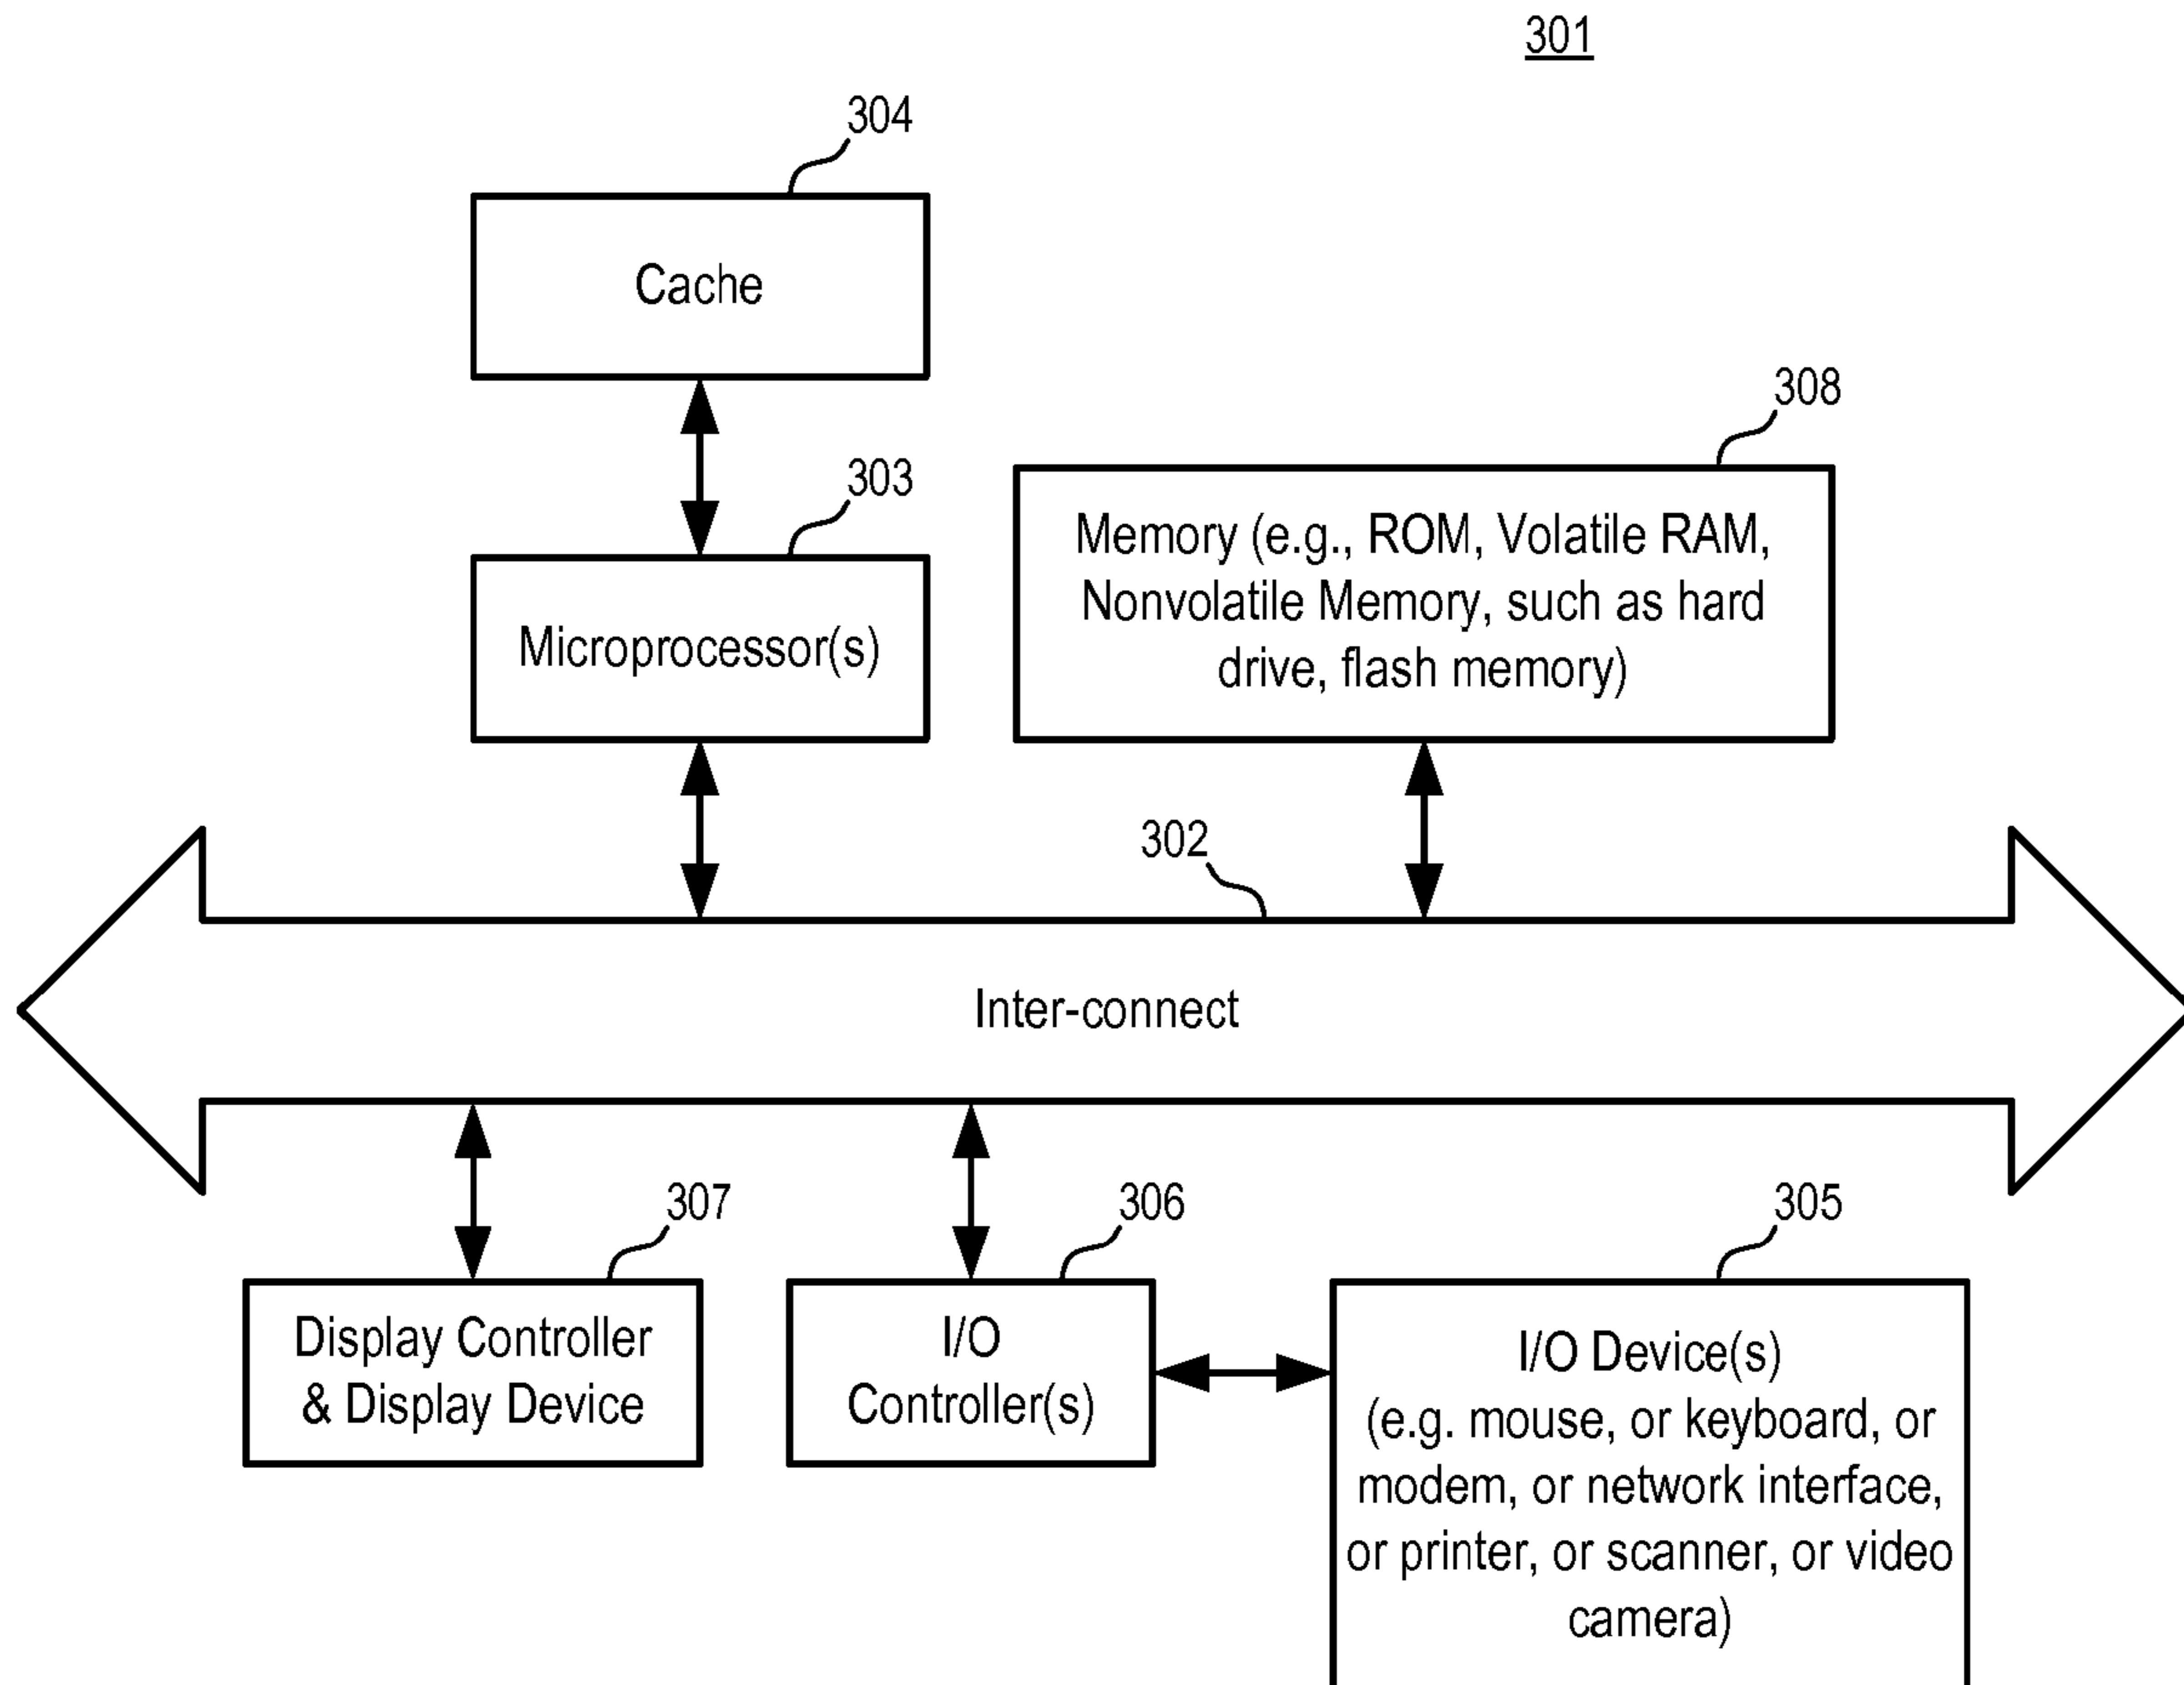 301
304
Cache
308
303
Memory (e.g., ROM, Volatile RAM,
Nonvolatile Memory, such as hard
drive, flash memory)
Microprocessor(s)
302
Inter-connect
307
306
305
Display Controller
& Display Device
I/O
Controller(s)
I/O Device(s)
(e.g. mouse, or keyboard, or
modem, or network interface,
or printer, or scanner, or video
camera)